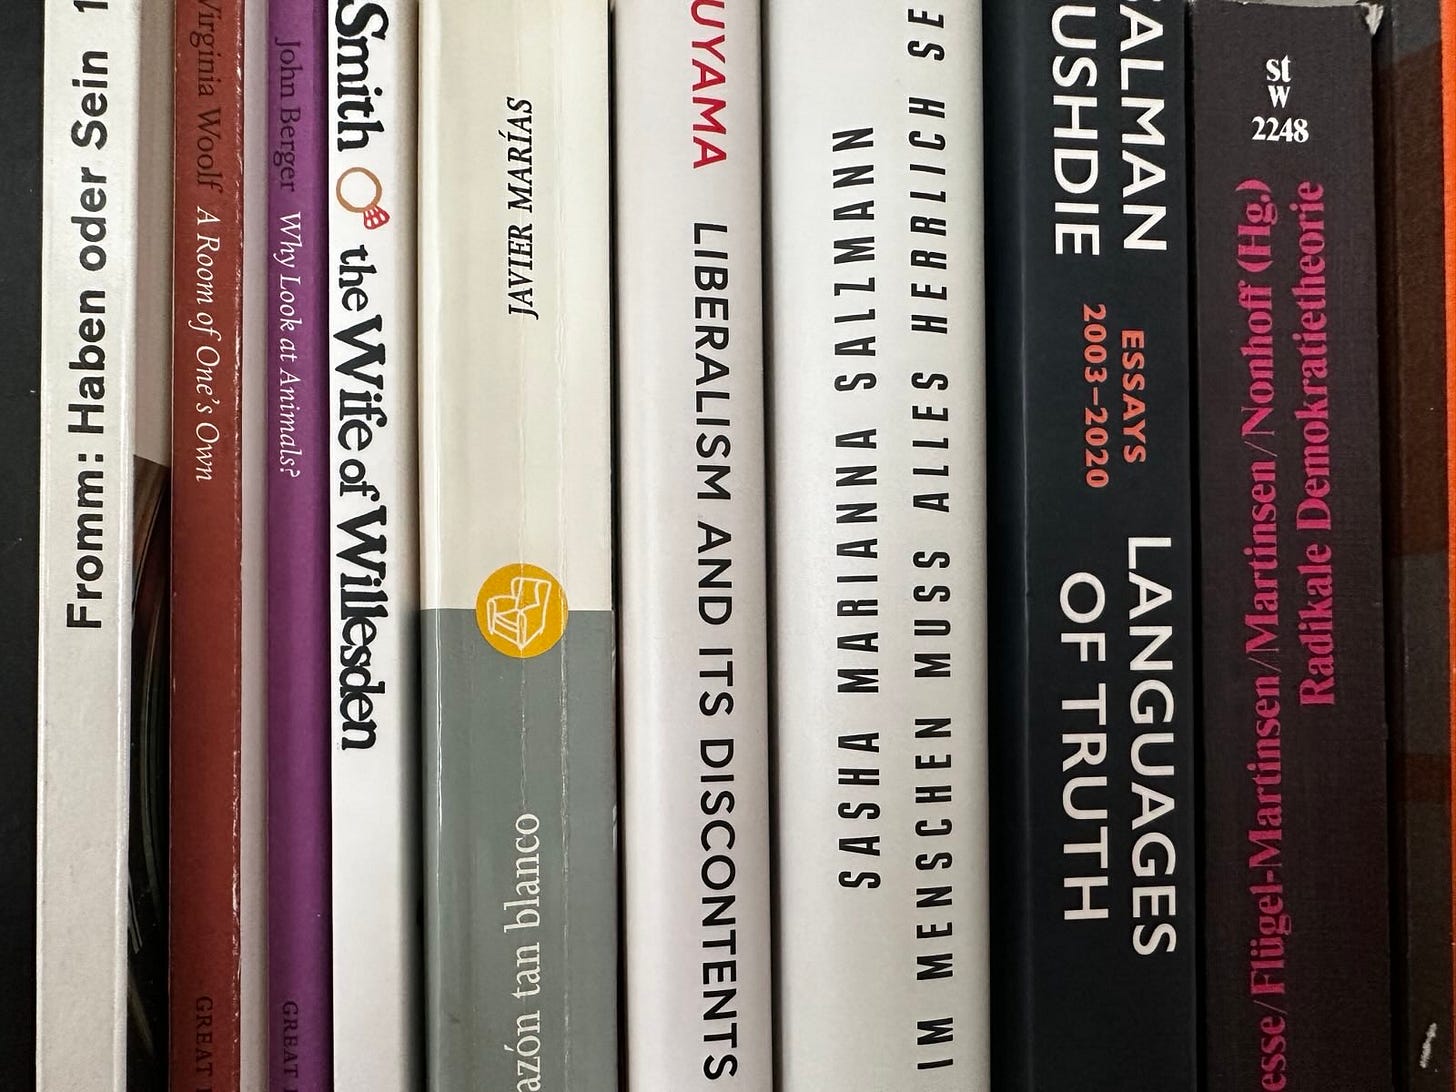 Fromm: Haben oder Sein 1
Virginia Woolf A Room of One's Own
GREAT
John Berger Why Look at Animals?
GREAT
Smith the Wife of Willesden
JAVIER MARÍAS
azón tan blanco
UYAMA LIBERALISM AND ITS DISCONTENTS
SASHA MARIANNA SALZMANN
IM MENSCHEN MUSS ALLES HERRLICH SE
SALMAN
USHDIE
ESSAYS
2003–2020
LANGUAGES
OF TRUTH
st
w
2248
esse/Flügel-Martinsen/Martinsen/Nonhoff (Hg.)
Radikale Demokratietheorie